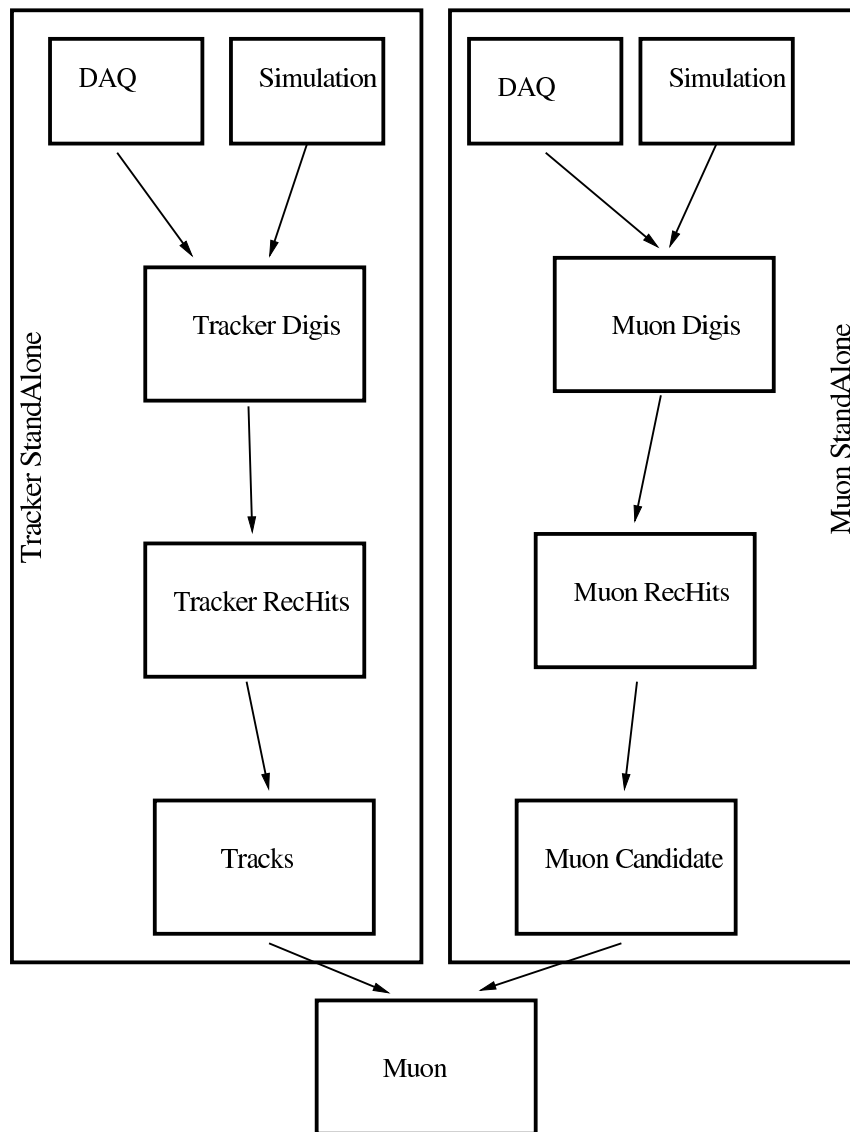 DAQ
Simulation
Tracker Digis
Tracker RecHits
Tracks
Tracker StandAlone
DAQ
Simulation
Muon Digis
Muon RecHits
Muon Candidate
Muon StandAlone
Muon